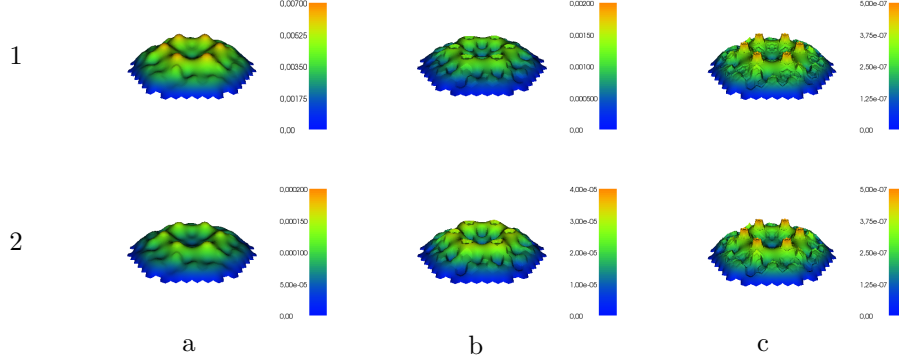 0.00700 0.00200 5.00e-07
0.00525 0.00150 3.75e-07
1
0.00350 0.00100 2.50e-07
0.00175 0.000500 1.25e-07
0.00 0.00 0.00
0.000200 4.00e-05 5.00e-07
0.000150 3.00e-05 3.75e-07
2
0.000100 2.00e-05 2.50e-07
5.00e-05 1.00e-05 1.25e-07
0.00 0.00 0.00
a b c